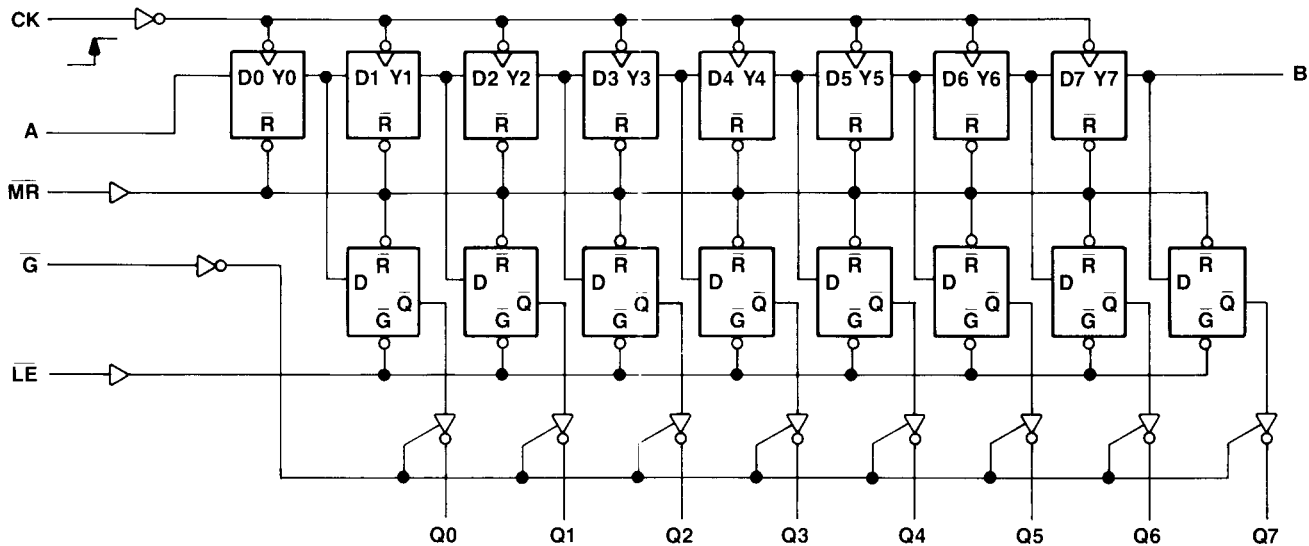 CK
D0 Y0 D1 Y1 D2 Y2 D3 Y3 D4 Y4 D5 Y5 D6 Y6 D7 Y7
B
R̅ R̅ R̅ R̅ R̅ R̅ R̅ R̅
A
M̅R̅
G̅
R̅ R̅ R̅ R̅ R̅ R̅ R̅ R̅
D D D D D D D D
Q̅ Q̅ Q̅ Q̅ Q̅ Q̅ Q̅ Q̅
G̅ G̅ G̅ G̅ G̅ G̅ G̅ G̅
L̅E̅
Q0 Q1 Q2 Q3 Q4 Q5 Q6 Q7